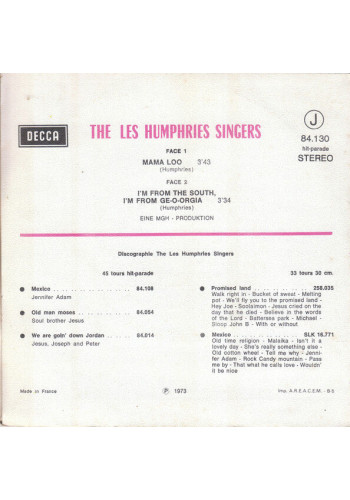 DECCA
THE LES HUMPHRIES SINGERS
J
84.130
hit-parade
STEREO
FACE 1
MAMA LOO 3'43
(Humphries)
FACE 2
I'M FROM THE SOUTH,
I'M FROM GE-O-ORGIA 3'34
(Humphries)
EINE MGH - PRODUKTION
Discographie The Les Humphries Singers
45 tours hit-parade
Mexico 84.108
Jennifer Adam
Old man moses 84.054
Soul brother Jesus
We are goin' down Jordan 84.014
Jesus, Joseph and Peter
33 tours 30 cm.
Promised land 258.035
Walk right in - Bucket of sweat - Melting
pot - We'll fly you to the promised land
- Hey Joe - Soolaimon - Jesus cried on the
day that he died - Believe in the words
of the Lord - Battersea park - Michael -
Sloop John B - With or without
Mexico SLK 16.771
Old time religion - Malaika - Isn't it a
lovely day - She's really something else -
Old cotton wheel - Tell me why - Jenni-
fer Adam - Rock Candy mountain - Pass
me by - That what he calls love - Wouldn'
it be nice
Made in France
℗ 1973
Imp. A.R.E.A.C.E.M. - B-S